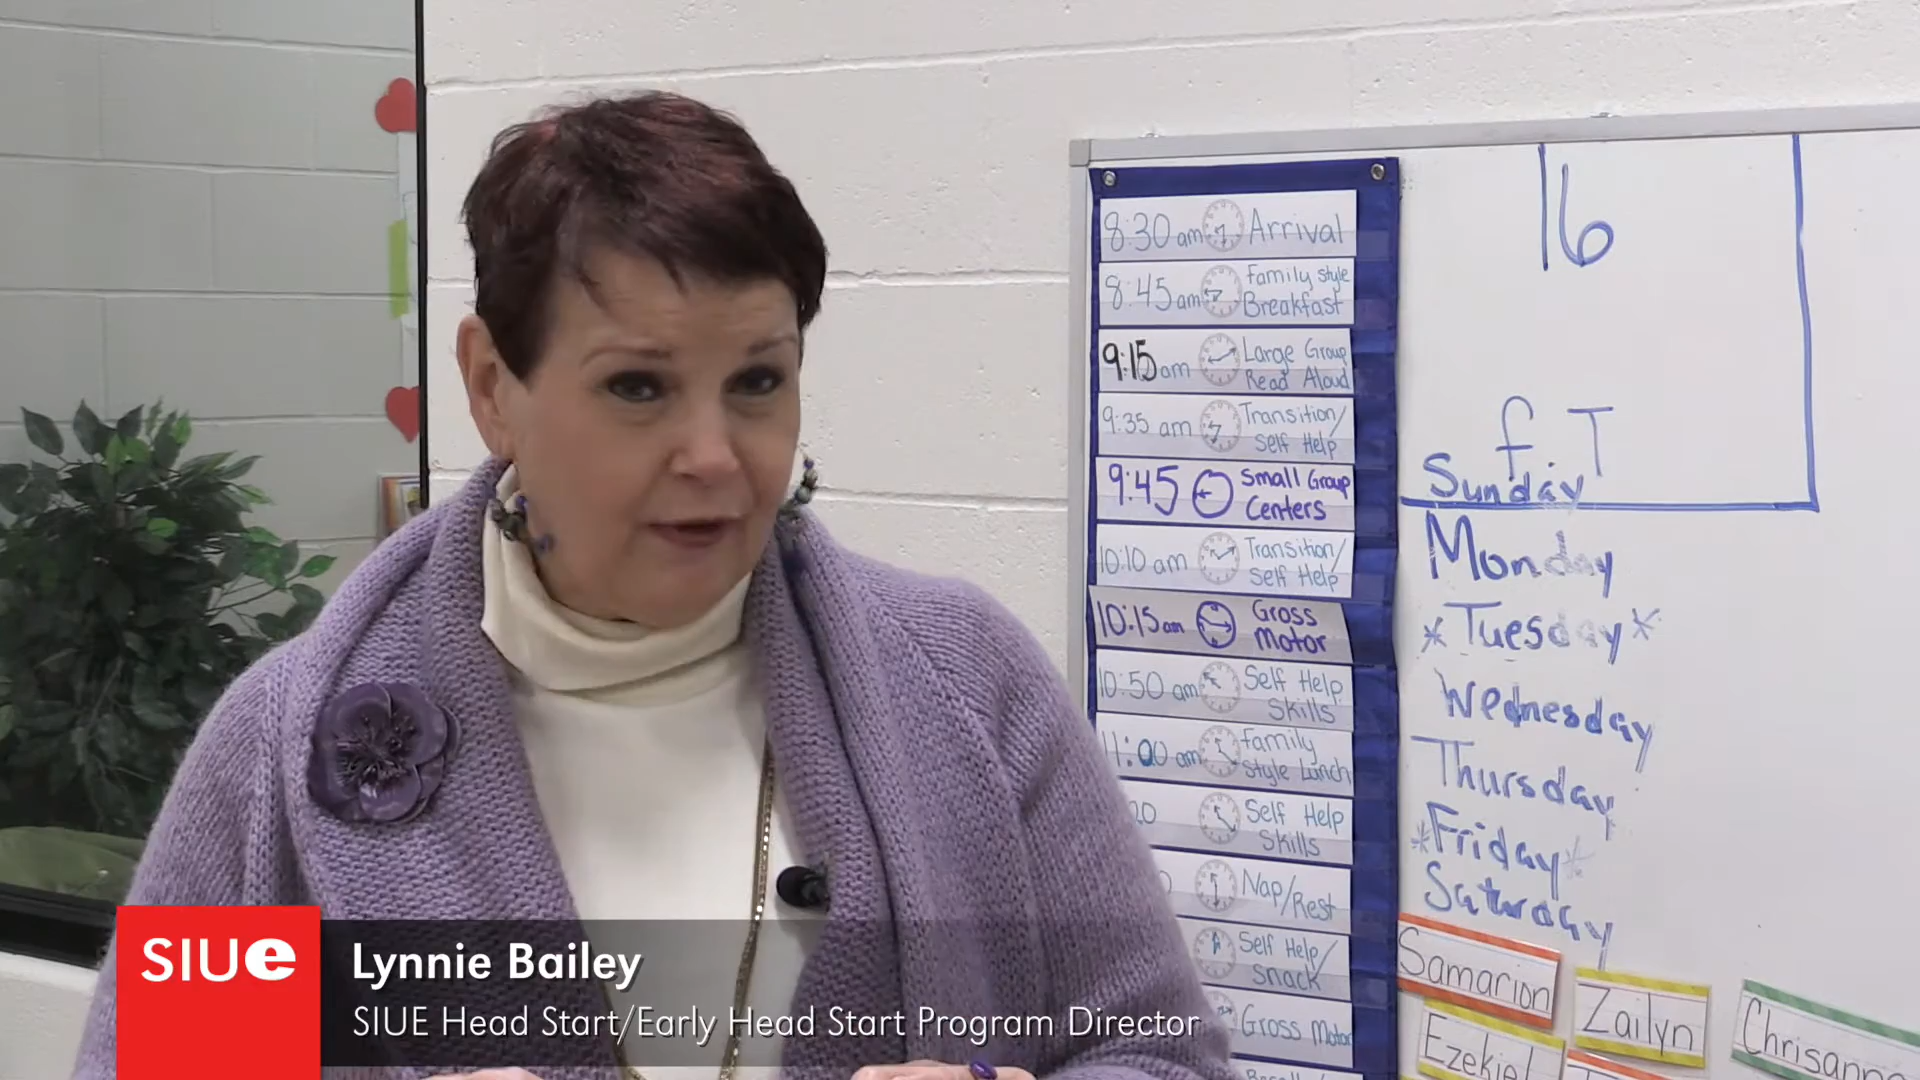 8:30 am Arrival
8:45 am Family Style
Breakfast
9:15 am Large Group
Read Aloud
9:35 am Transition/
Self Help
9:45 Small Group
Centers
10:10 am Transition/
Self Help
10:15 am Gross
Motor
10:50 am Self Help
Skills
11:00 am Family
Style Lunch
20 Self Help
Skills
Nap/Rest
Self Help/
Snack
Gross Motor
16
f T
Sunday
Monday
*Tuesday*
Wednesday
Thursday
*Friday*
Saturday
Samarion
Zailyn
Ezekiel
SIUe
Lynnie Bailey
SIUE Head Start/Early Head Start Program Director